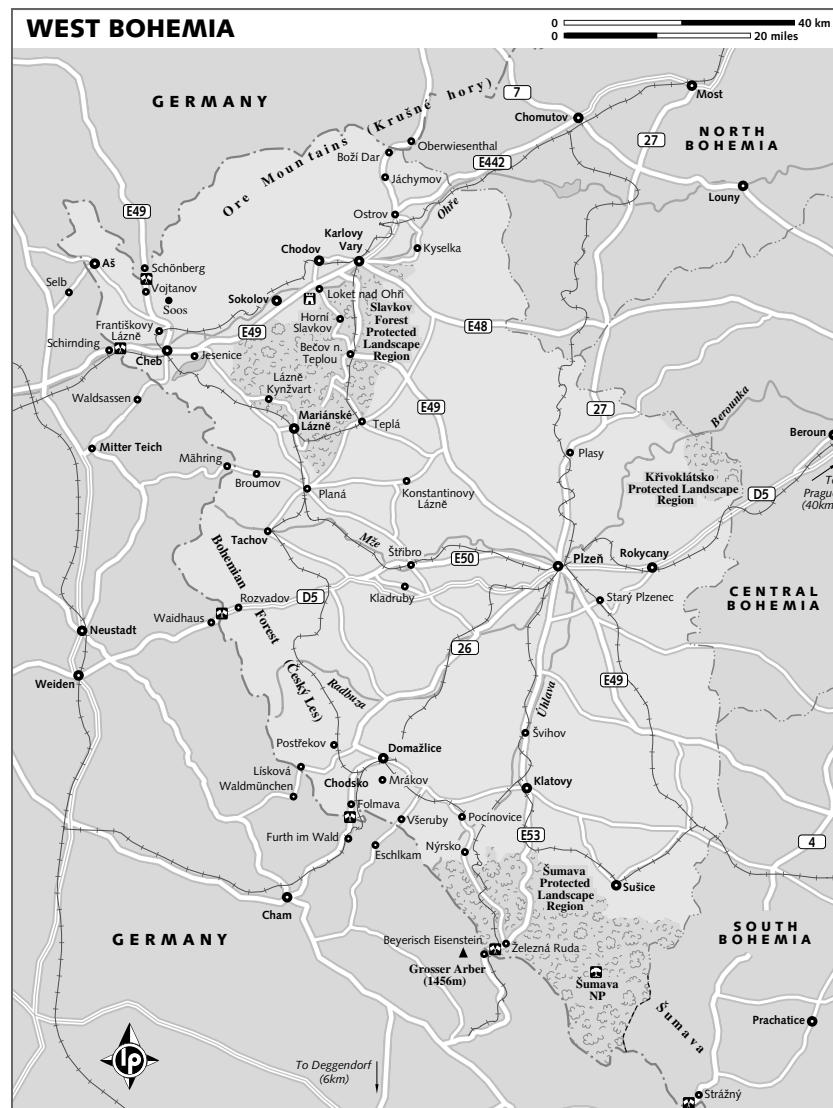 WEST BOHEMIA
0 40 km
0 20 miles
GERMANY
Ore Mountains (Krušné hory)
7
Most
Chomutov
27
NORTH
BOHEMIA
Oberwiesenthal
Boží Dar
E442
Jáchymov
Louny
Ohře
Ostrov
E49
Karlovy
Vary
Kyselka
Chodov
Aš
Schönberg
Selb
Vojtanov
Soos
Sokolov
Loket nad Ohří
Slavkov
Forest
Protected
Landscape
Region
Horní
Slavkov
E48
Františkovy
Lázně
E49
Schirnding
Cheb
Jesenice
Bečov n.
Teplou
Lázně
Kynžvart
Waldsassen
E49
27
Berounka
Mariánské
Lázně
Teplá
Beroun
Mitter Teich
Plasy
Mähring
Broumov
Planá
Konstantinovy
Lázně
Křivoklátsko
Protected Landscape
Region
D5
To
Prague
(40km)
Tachov
Mže
Stříbro
E50
Plzeň
Rokycany
Bohemian
Forest
(Český Les)
Kladruby
CENTRAL
BOHEMIA
Rozvadov
D5
Starý Plzenec
Waidhaus
Neustadt
26
Weiden
Radbuza
E49
Úhlava
Švihov
Postřekov
Domažlice
Lísková
Waldmünchen
Chodsko
Mrákov
Klatovy
Folmava
Všeruby
Pocínovice
E53
Furth im Wald
Eschlkam
Nýrsko
4
Šumava
Protected
Landscape
Region
Sušice
Cham
SOUTH
BOHEMIA
GERMANY
Beyerisch Eisenstein
Železná Ruda
Grosser Arber
(1456m)
Šumava
NP
Šumava
Prachatice
lp
To Deggendorf
(6km)
Strážný